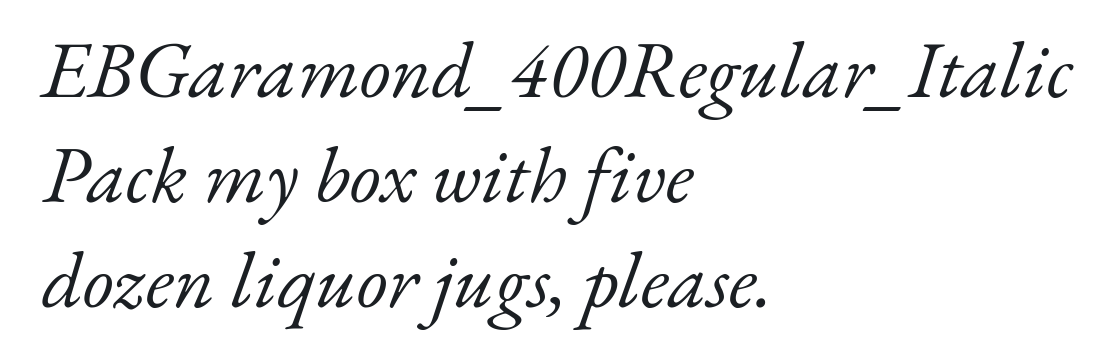 EBGaramond_400Regular_Italic
Pack my box with five
dozen liquor jugs, please.